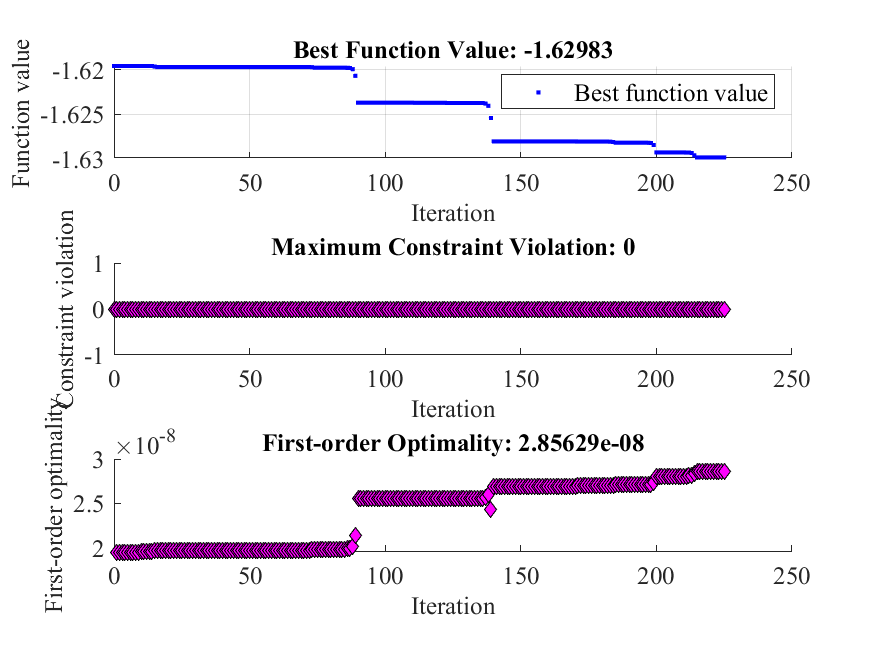 Best Function Value: -1.62983
Function value
-1.62
-1.625
-1.63
Best function value
0 50 100 150 200 250
Iteration
Maximum Constraint Violation: 0
Constraint violation
1
0
-1
0 50 100 150 200 250
Iteration
First-order Optimality: 2.85629e-08
First-order optimality
×10⁻⁸
3
2.5
2
0 50 100 150 200 250
Iteration